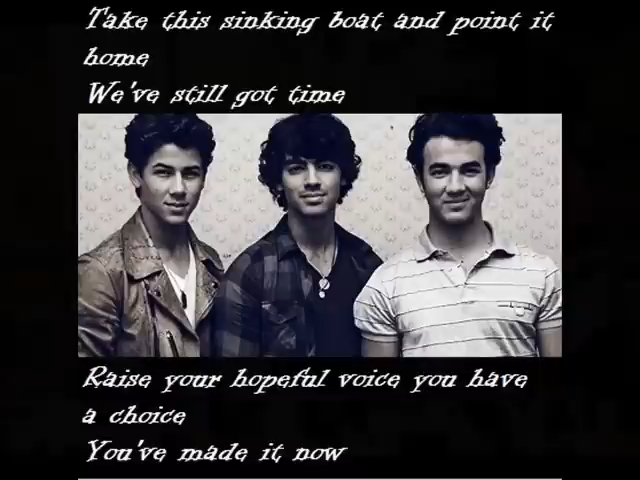 Take this sinking boat and point it
home
We've still got time
Raise your hopeful voice you have
a choice
You've made it now